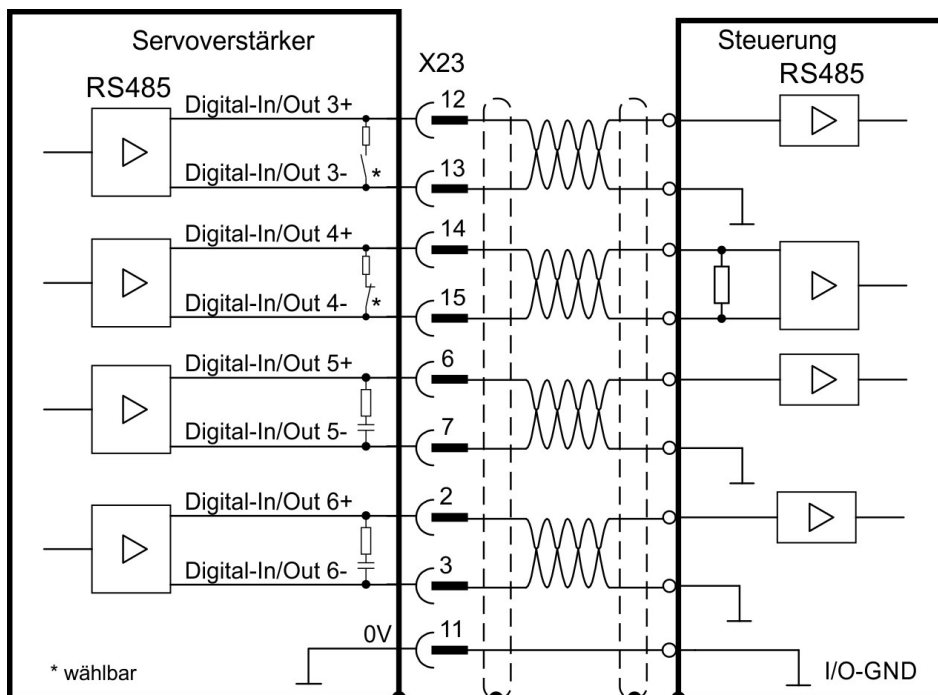 Servoverstärker
X23
Steuerung
RS485
RS485
Digital-In/Out 3+
12
Digital-In/Out 3-
*
13
Digital-In/Out 4+
14
Digital-In/Out 4-
*
15
Digital-In/Out 5+
6
Digital-In/Out 5-
7
Digital-In/Out 6+
2
Digital-In/Out 6-
3
0V
11
* wählbar
I/O-GND